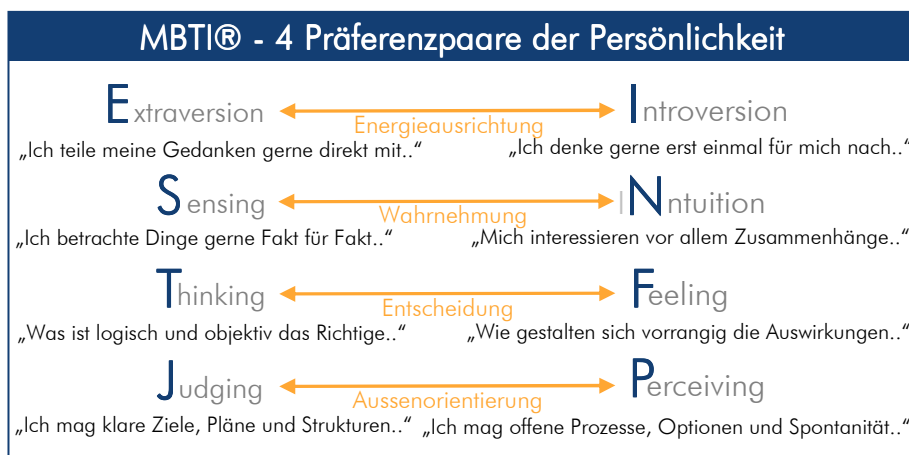 MBTI® - 4 Präferenzpaare der Persönlichkeit
Extraversion Energieausrichtung Introversion
„Ich teile meine Gedanken gerne direkt mit..“ „Ich denke gerne erst einmal für mich nach..“
Sensing Wahrnehmung INntuition
„Ich betrachte Dinge gerne Fakt für Fakt..“ „Mich interessieren vor allem Zusammenhänge..“
Thinking Entscheidung Feeling
„Was ist logisch und objektiv das Richtige..“ „Wie gestalten sich vorrangig die Auswirkungen..“
Judging Aussenorientierung Perceiving
„Ich mag klare Ziele, Pläne und Strukturen..“ „Ich mag offene Prozesse, Optionen und Spontanität..“